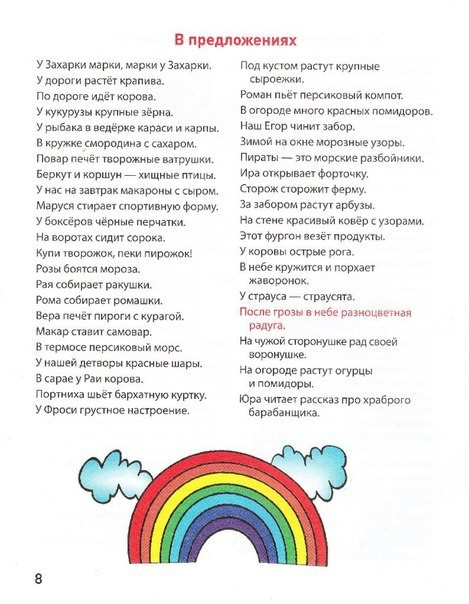 В предложениях
У Захарки марки, марки у Захарки.
У дороги растёт крапива.
По дороге идёт корова.
У кукурузы крупные зёрна.
У рыбака в ведёрке караси и карпы.
В кружке смородина с сахаром.
Повар печёт творожные ватрушки.
Беркут и коршун — хищные птицы.
У нас на завтрак макароны с сыром.
Маруся стирает спортивную форму.
У боксёров чёрные перчатки.
На воротах сидит сорока.
Купи творожок, пеки пирожок!
Розы боятся мороза.
Рая собирает ракушки.
Рома собирает ромашки.
Вера печёт пироги с курагой.
Макар ставит самовар.
В термосе персиковый морс.
У нашей детворы красные шары.
В сарае у Раи корова.
Портниха шьёт бархатную куртку.
У Фроси грустное настроение.
Под кустом растут крупные
сыроежки.
Роман пьёт персиковый компот.
В огороде много красных помидоров.
Наш Егор чинит забор.
Зимой на окне морозные узоры.
Пираты — это морские разбойники.
Ира открывает форточку.
Сторож сторожит ферму.
За забором растут арбузы.
На стене красивый ковёр с узорами.
Этот фургон везёт продукты.
У коровы острые рога.
В небе кружится и порхает
жаворонок.
У страуса — страусята.
После грозы в небе разноцветная
радуга.
На чужой сторонушке рад своей
воронушке.
На огороде растут огурцы
и помидоры.
Юра читает рассказ про храброго
барабанщика.
8